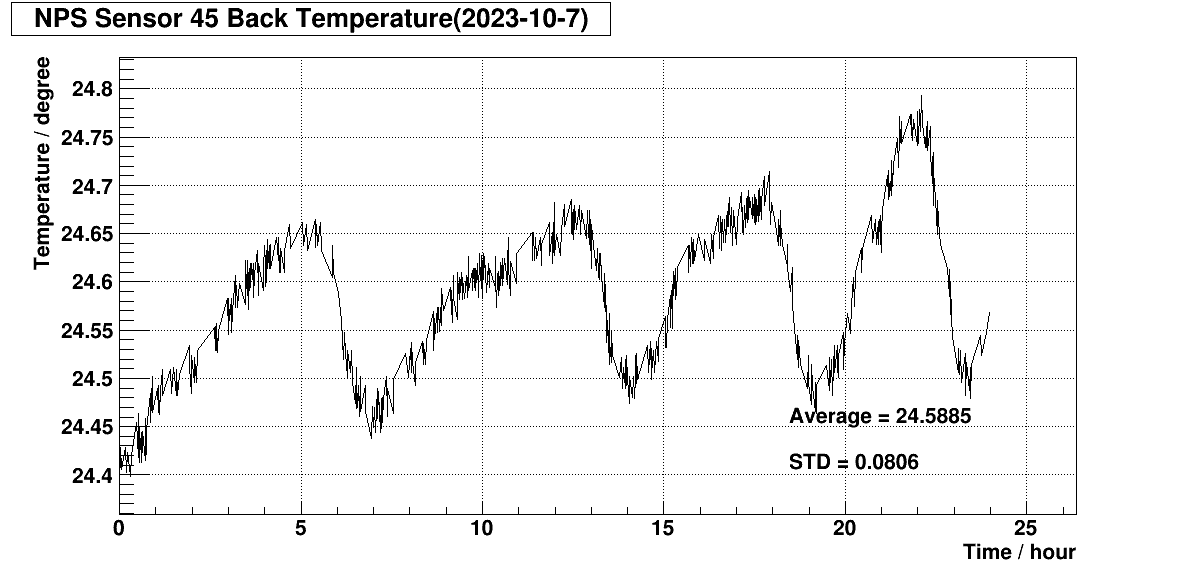 NPS Sensor 45 Back Temperature(2023-10-7)
Temperature / degree
24.8
24.75
24.7
24.65
24.6
24.55
24.5
24.45
24.4
Average = 24.5885
STD = 0.0806
0 5 10 15 20 25
Time / hour